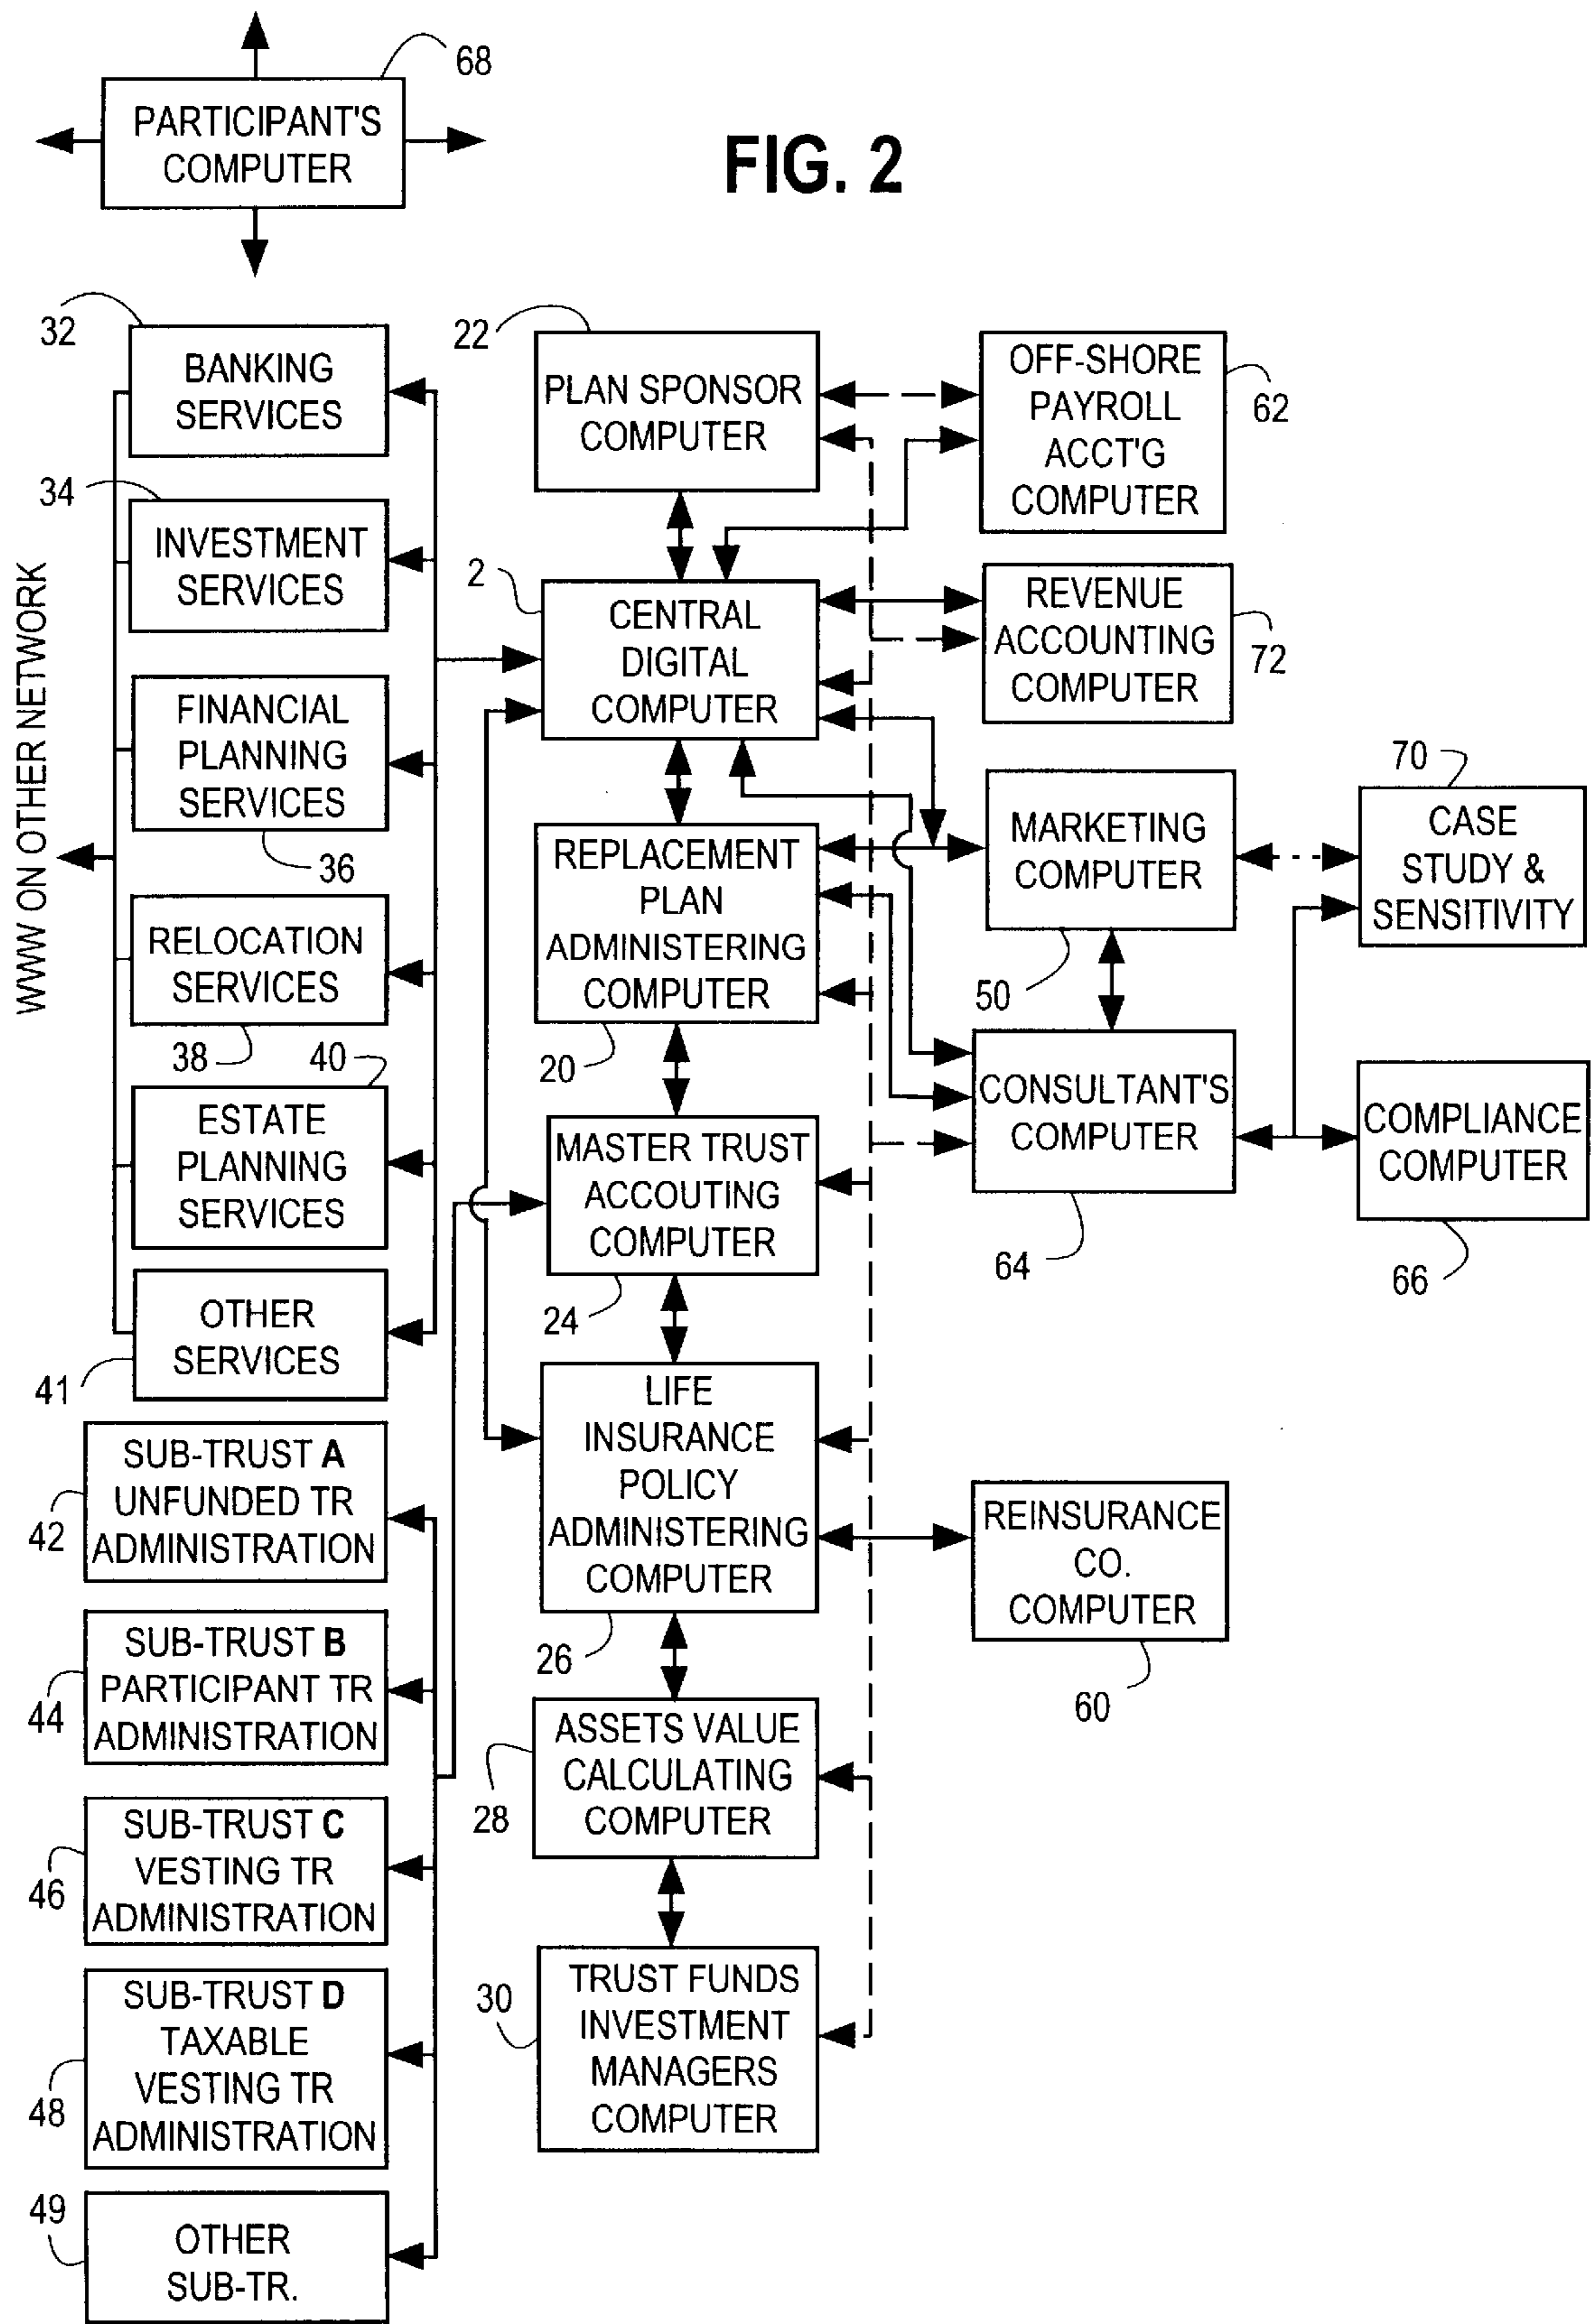 68
PARTICIPANT'S
COMPUTER
FIG. 2
WWW ON OTHER NETWORK
32
BANKING
SERVICES
34
INVESTMENT
SERVICES
FINANCIAL
PLANNING
SERVICES
36
RELOCATION
SERVICES
38
40
ESTATE
PLANNING
SERVICES
OTHER
SERVICES
41
SUB-TRUST A
UNFUNDED TR
ADMINISTRATION
42
SUB-TRUST B
PARTICIPANT TR
ADMINISTRATION
44
SUB-TRUST C
VESTING TR
ADMINISTRATION
46
SUB-TRUST D
TAXABLE
VESTING TR
ADMINISTRATION
48
49
OTHER
SUB-TR.
22
PLAN SPONSOR
COMPUTER
2
CENTRAL
DIGITAL
COMPUTER
REPLACEMENT
PLAN
ADMINISTERING
COMPUTER
20
MASTER TRUST
ACCOUTING
COMPUTER
24
LIFE
INSURANCE
POLICY
ADMINISTERING
COMPUTER
26
ASSETS VALUE
CALCULATING
COMPUTER
28
TRUST FUNDS
INVESTMENT
MANAGERS
COMPUTER
30
OFF-SHORE
PAYROLL
ACCT'G
COMPUTER
62
REVENUE
ACCOUNTING
COMPUTER
72
MARKETING
COMPUTER
50
70
CASE
STUDY &
SENSITIVITY
CONSULTANT'S
COMPUTER
64
COMPLIANCE
COMPUTER
66
REINSURANCE
CO.
COMPUTER
60